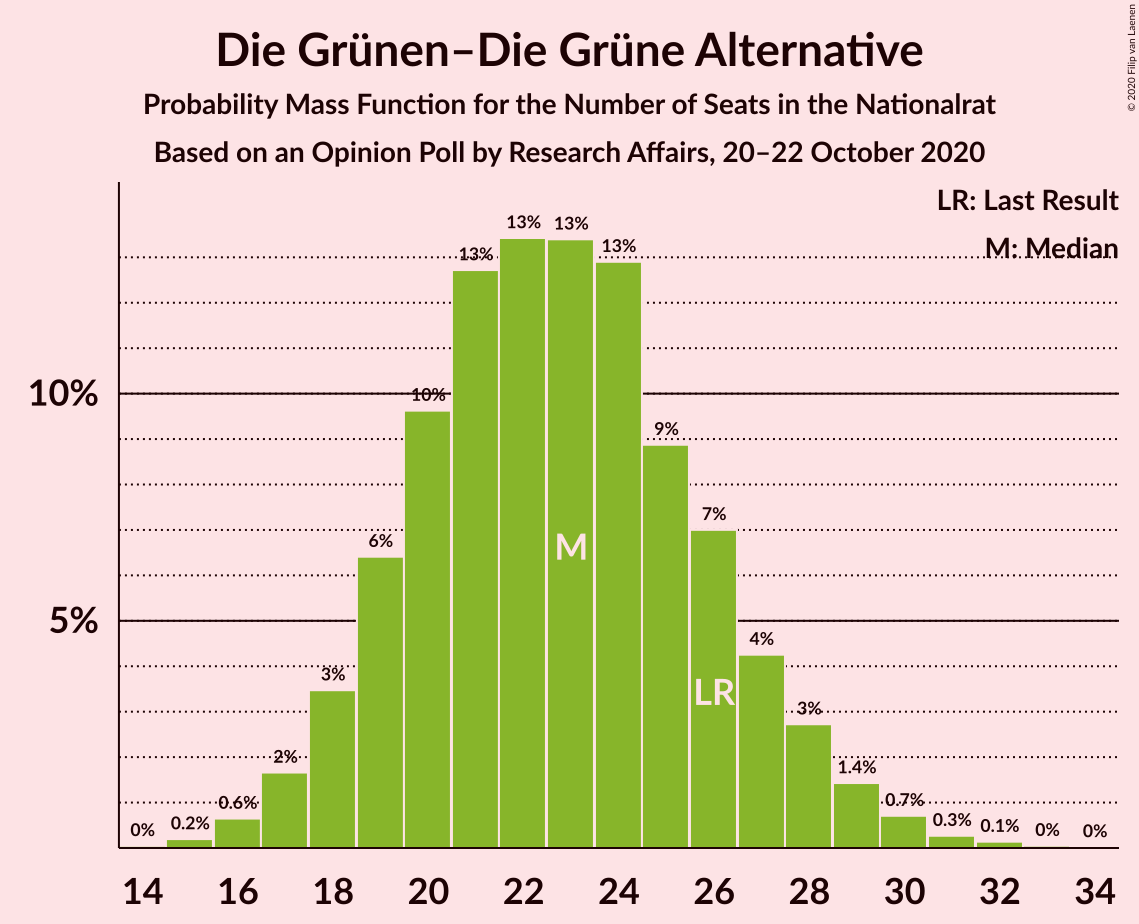 © 2020 Filip van Laenen
Die Grünen–Die Grüne Alternative
Probability Mass Function for the Number of Seats in the Nationalrat
Based on an Opinion Poll by Research Affairs, 20–22 October 2020
LR: Last Result
M: Median
10%
5%
0% 0.2% 0.6% 2% 3% 6% 10% 13% 13% 13% 13% 9% 7% 4% 3% 1.4% 0.7% 0.3% 0.1% 0% 0%
M
LR
14 16 18 20 22 24 26 28 30 32 34